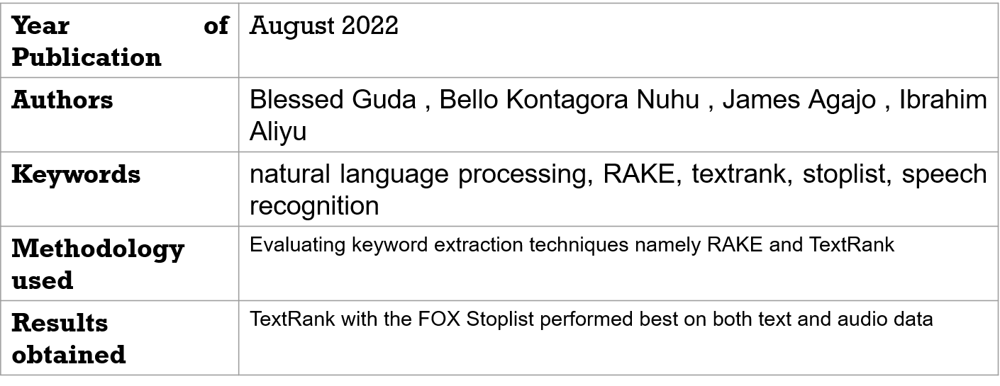 Year of August 2022
Publication
Authors Blessed Guda , Bello Kontagora Nuhu , James Agajo , Ibrahim
Aliyu
Keywords natural language processing, RAKE, textrank, stoplist, speech
recognition
Methodology Evaluating keyword extraction techniques namely RAKE and TextRank
used
Results TextRank with the FOX Stoplist performed best on both text and audio data
obtained